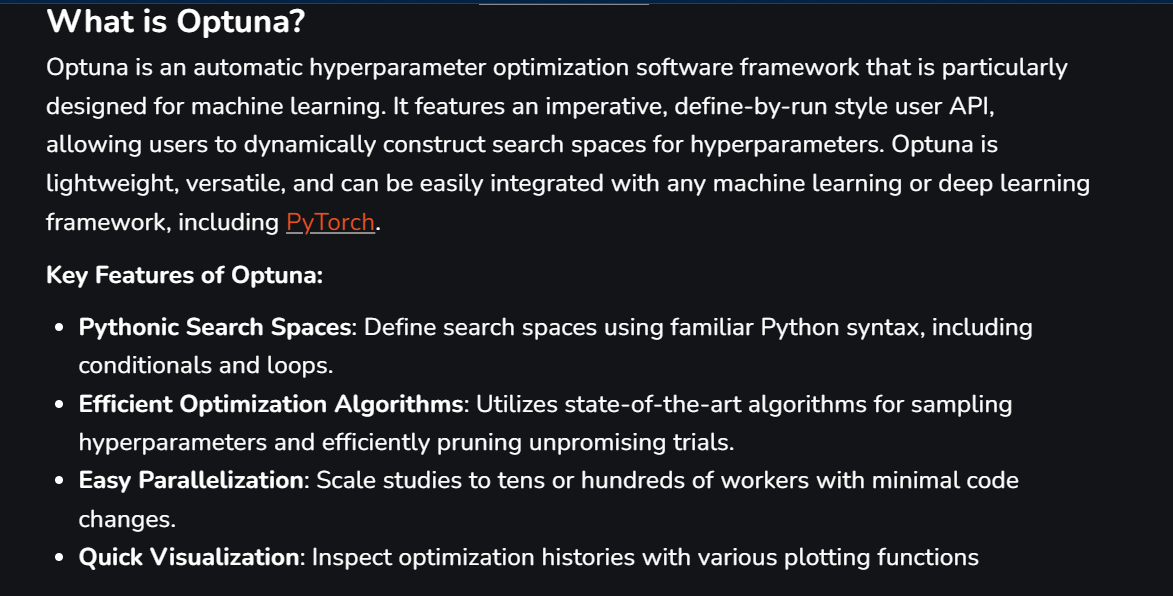 What is Optuna?
Optuna is an automatic hyperparameter optimization software framework that is particularly
designed for machine learning. It features an imperative, define-by-run style user API,
allowing users to dynamically construct search spaces for hyperparameters. Optuna is
lightweight, versatile, and can be easily integrated with any machine learning or deep learning
framework, including PyTorch.
Key Features of Optuna:
• Pythonic Search Spaces: Define search spaces using familiar Python syntax, including
conditionals and loops.
• Efficient Optimization Algorithms: Utilizes state-of-the-art algorithms for sampling
hyperparameters and efficiently pruning unpromising trials.
• Easy Parallelization: Scale studies to tens or hundreds of workers with minimal code
changes.
• Quick Visualization: Inspect optimization histories with various plotting functions